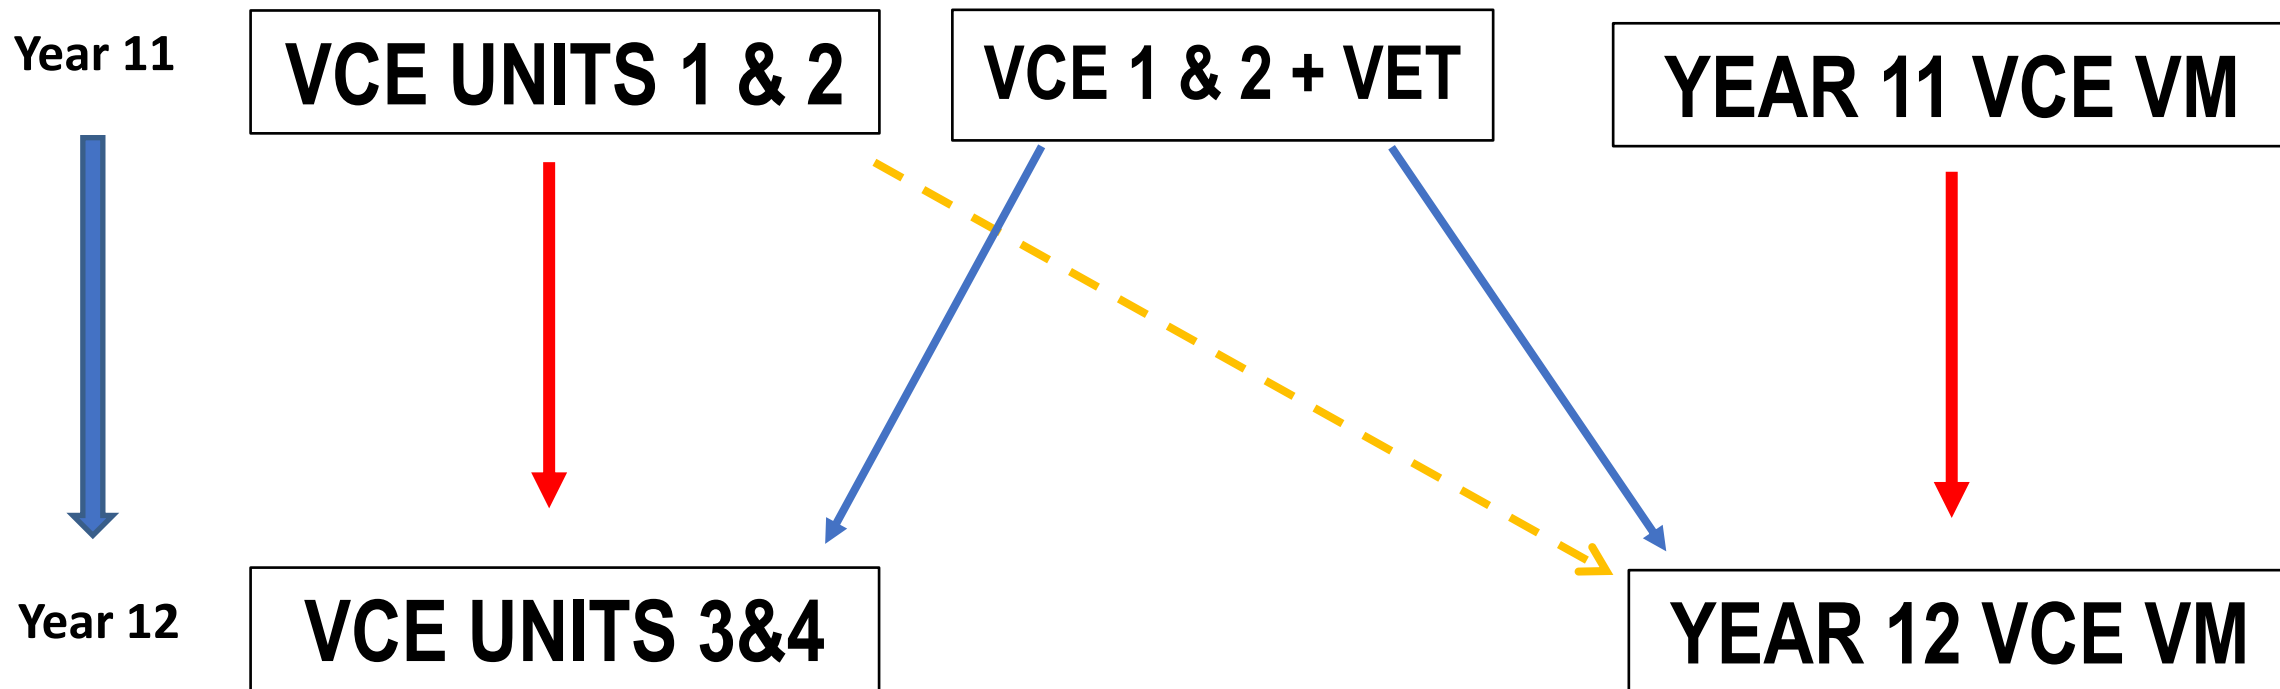 Year 11
VCE UNITS 1 & 2
VCE 1 & 2 + VET
YEAR 11 VCE VM
Year 12
VCE UNITS 3&4
YEAR 12 VCE VM